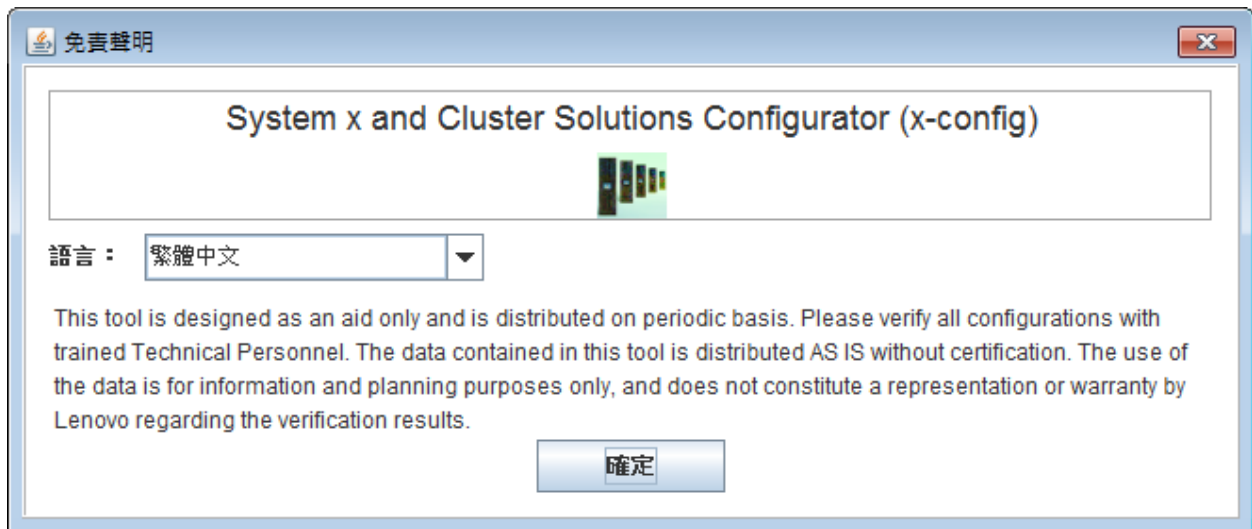 免責聲明
System x and Cluster Solutions Configurator (x-config)
語言：
繁體中文
This tool is designed as an aid only and is distributed on periodic basis. Please verify all configurations with
trained Technical Personnel. The data contained in this tool is distributed AS IS without certification. The use of
the data is for information and planning purposes only, and does not constitute a representation or warranty by
Lenovo regarding the verification results.
確定